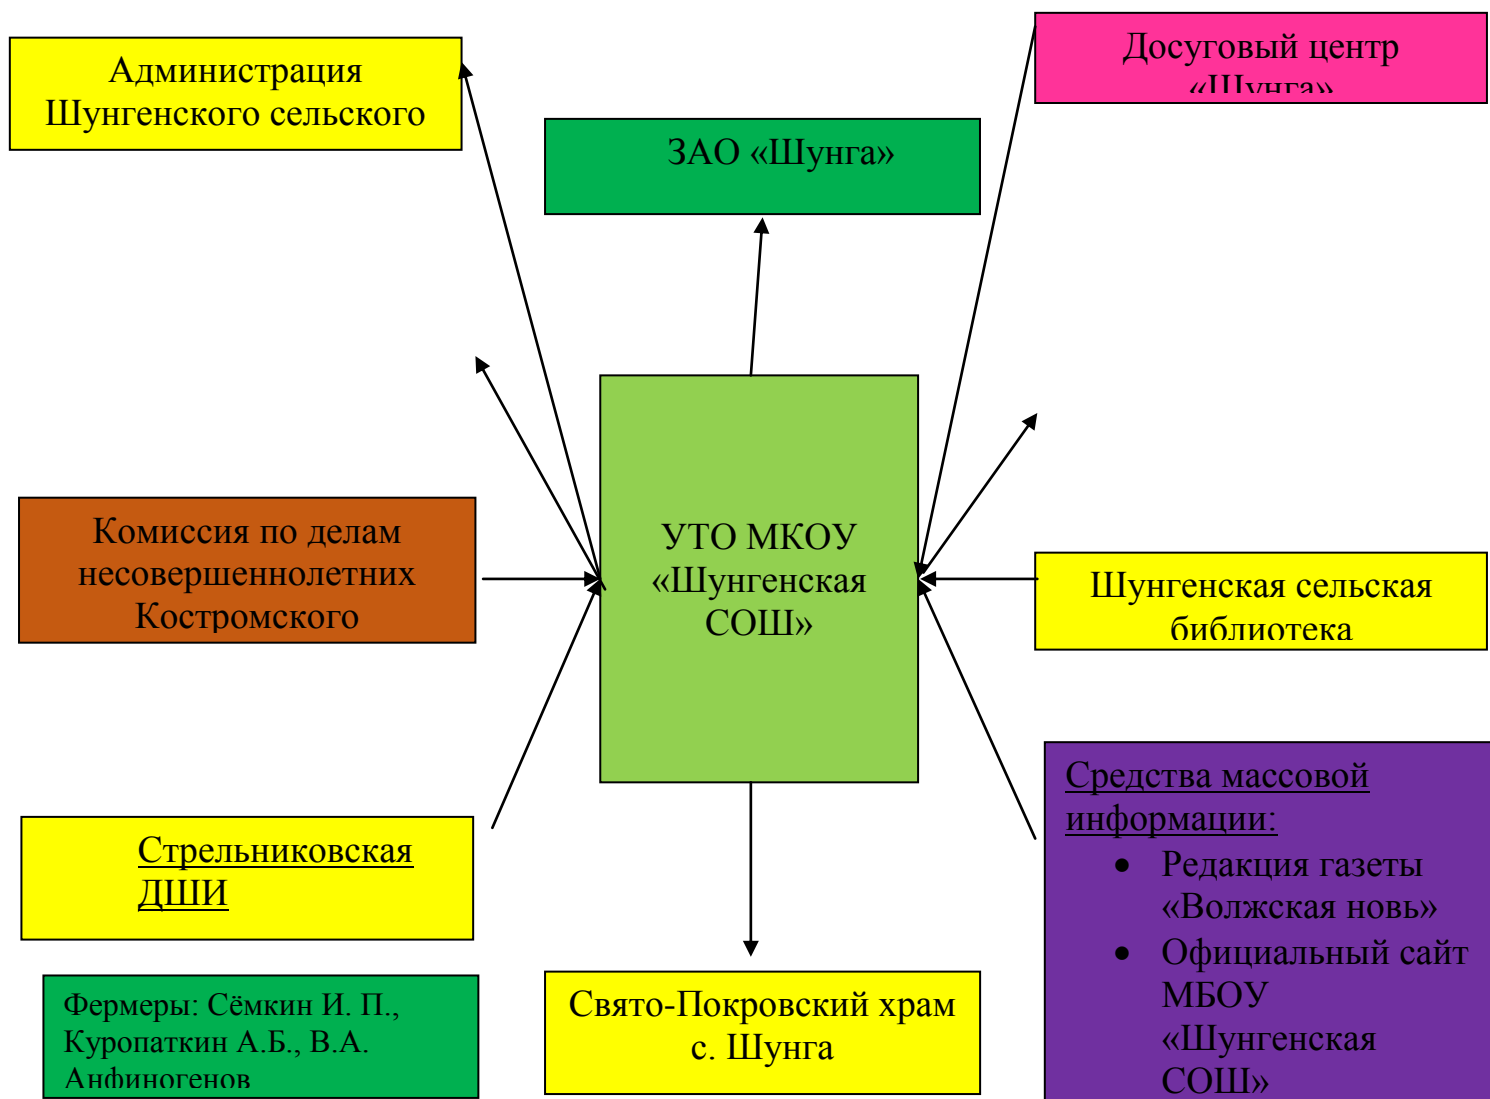 Администрация
Шунгенского сельского
Досуговый центр
«Шунга»
ЗАО «Шунга»
Комиссия по делам
несовершеннолетних
Костромского
УТО МКОУ
«Шунгенская
СОШ»
Шунгенская сельская
библиотека
Стрельниковская
ДШИ
Средства массовой
информации:
• Редакция газеты
«Волжская новь»
• Официальный сайт
МБОУ
«Шунгенская
СОШ»
Фермеры: Сёмкин И. П.,
Куропаткин А.Б., В.А.
Анфиногенов
Свято-Покровский храм
с. Шунга